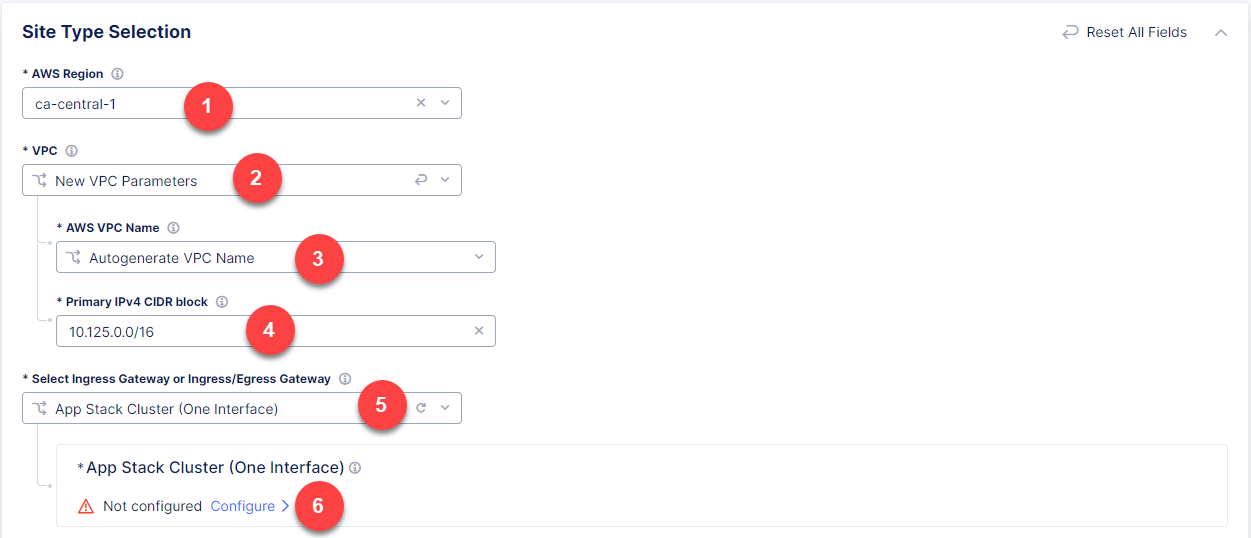 Site Type Selection
Reset All Fields
* AWS Region
ca-central-1
1
* VPC
New VPC Parameters
2
* AWS VPC Name
Autogenerate VPC Name
3
* Primary IPv4 CIDR block
10.125.0.0/16
4
* Select Ingress Gateway or Ingress/Egress Gateway
App Stack Cluster (One Interface)
5
* App Stack Cluster (One Interface)
Not configured Configure
6